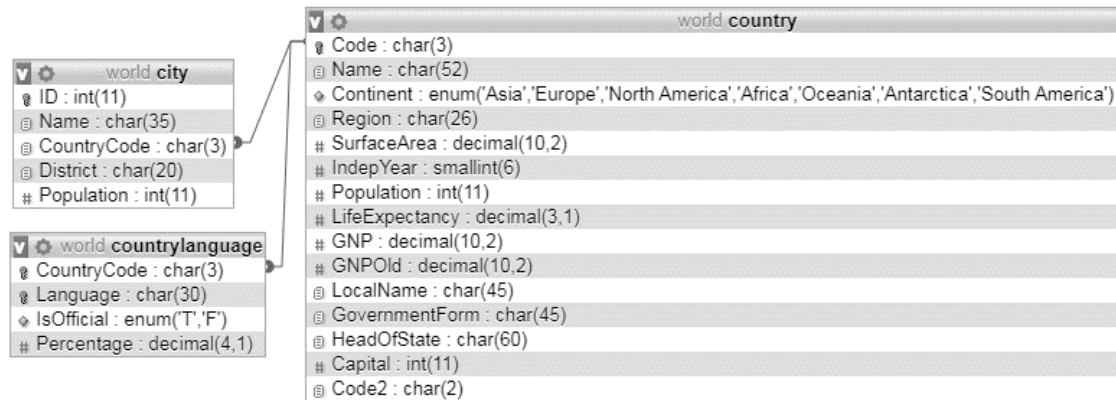 world city
ID : int(11)
Name : char(35)
CountryCode : char(3)
District : char(20)
Population : int(11)
world countrylanguage
CountryCode : char(3)
Language : char(30)
IsOfficial : enum('T','F')
Percentage : decimal(4,1)
world country
Code : char(3)
Name : char(52)
Continent : enum('Asia','Europe','North America','Africa','Oceania','Antarctica','South America')
Region : char(26)
SurfaceArea : decimal(10,2)
IndepYear : smallint(6)
Population : int(11)
LifeExpectancy : decimal(3,1)
GNP : decimal(10,2)
GNPOld : decimal(10,2)
LocalName : char(45)
GovernmentForm : char(45)
HeadOfState : char(60)
Capital : int(11)
Code2 : char(2)